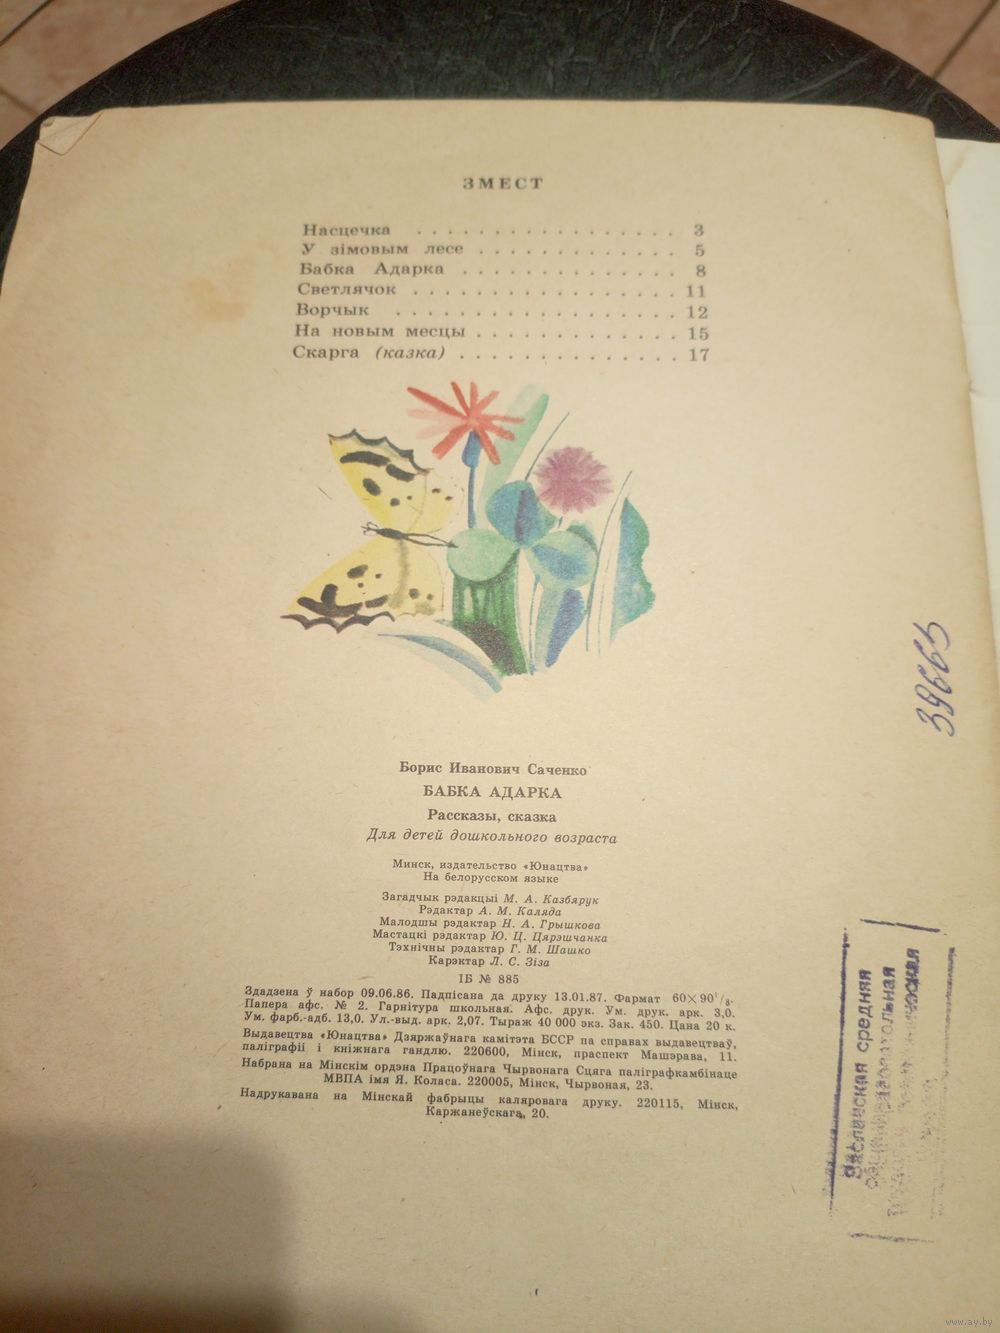 ЗМЕСТ
Насцечка . . . . . . . . . . . . . . 3
У зімовым лесе . . . . . . . . . . . 5
Бабка Адарка . . . . . . . . . . . . 8
Светлячок . . . . . . . . . . . . . . 11
Ворчык . . . . . . . . . . . . . . . 12
На новым месцы . . . . . . . . . . . 15
Скарга (казка) . . . . . . . . . . . . 17
39665
Борис Иванович Саченко
БАБКА АДАРКА
Рассказы, сказка
Для детей дошкольного возраста
Минск, издательство «Юнацтва»
На белорусском языке
Загадчык рэдакцыі М. А. Казбярук
Рэдактар А. М. Каляда
Малодшы рэдактар Н. А. Грышкова
Мастацкі рэдактар Ю. Ц. Цярэшчанка
Тэхнічны рэдактар Г. М. Шашко
Карэктар Л. С. Зіза
ІБ № 885
Здадзена ў набор 09.06.86. Падпісана да друку 13.01.87. Фармат 60×90 1/8.
Папера афс. № 2. Гарнітура школьная. Афс. друк. Ум. друк. арк. 3,0.
Ум. фарб.-адб. 13,0. Ул.-выд. арк. 2,07. Тыраж 40 000 экз. Зак. 450. Цана 20 к.
Выдавецтва «Юнацтва» Дзяржаўнага камітэта БССР па справах выдавецтваў,
паліграфіі і кніжнага гандлю. 220600, Мінск, праспект Машэрава, 11.
Набрана на Мінскім ордэна Працоўнага Чырвонага Сцяга паліграфкамбінаце
МВПА імя Я. Коласа. 220005, Мінск, Чырвоная, 23.
Надрукавана на Мінскай фабрыцы каляровага друку. 220115, Мінск,
Каржанеўскага, 20.
Заславская средняя
общеобразовательная
www.ay.by